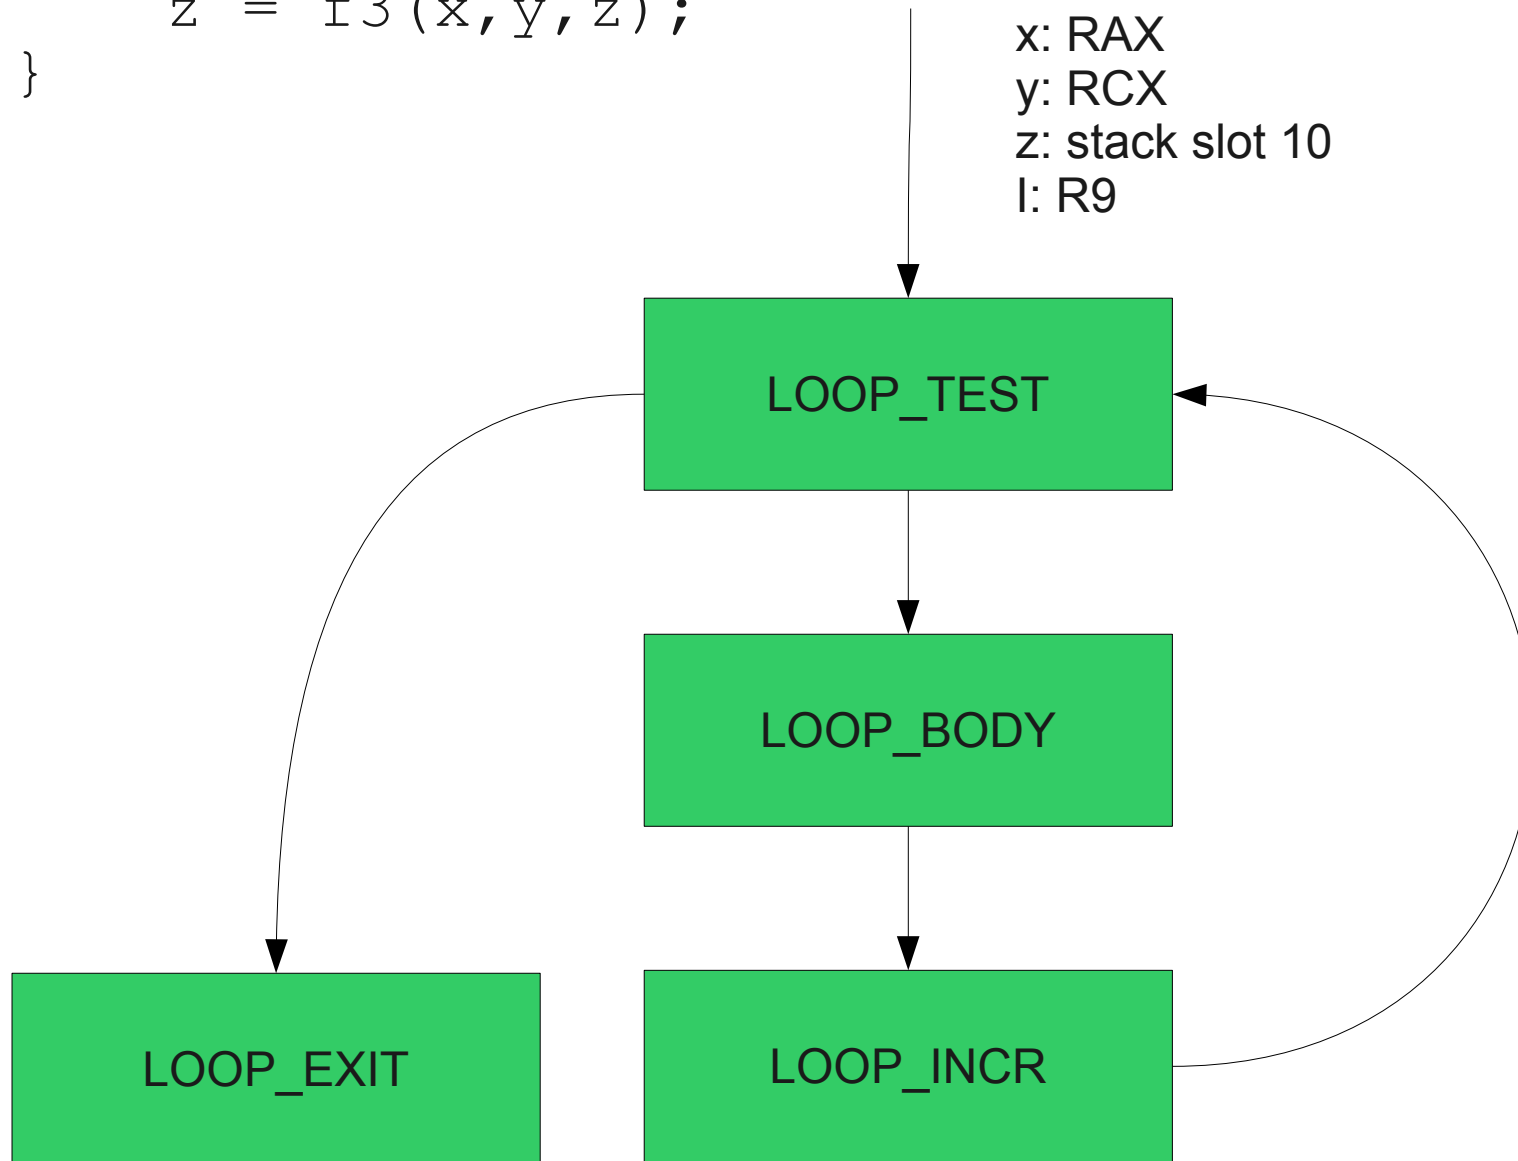 z = f3(x,y,z);
}
x: RAX
y: RCX
z: stack slot 10
I: R9
LOOP_TEST
LOOP_BODY
LOOP_EXIT
LOOP_INCR